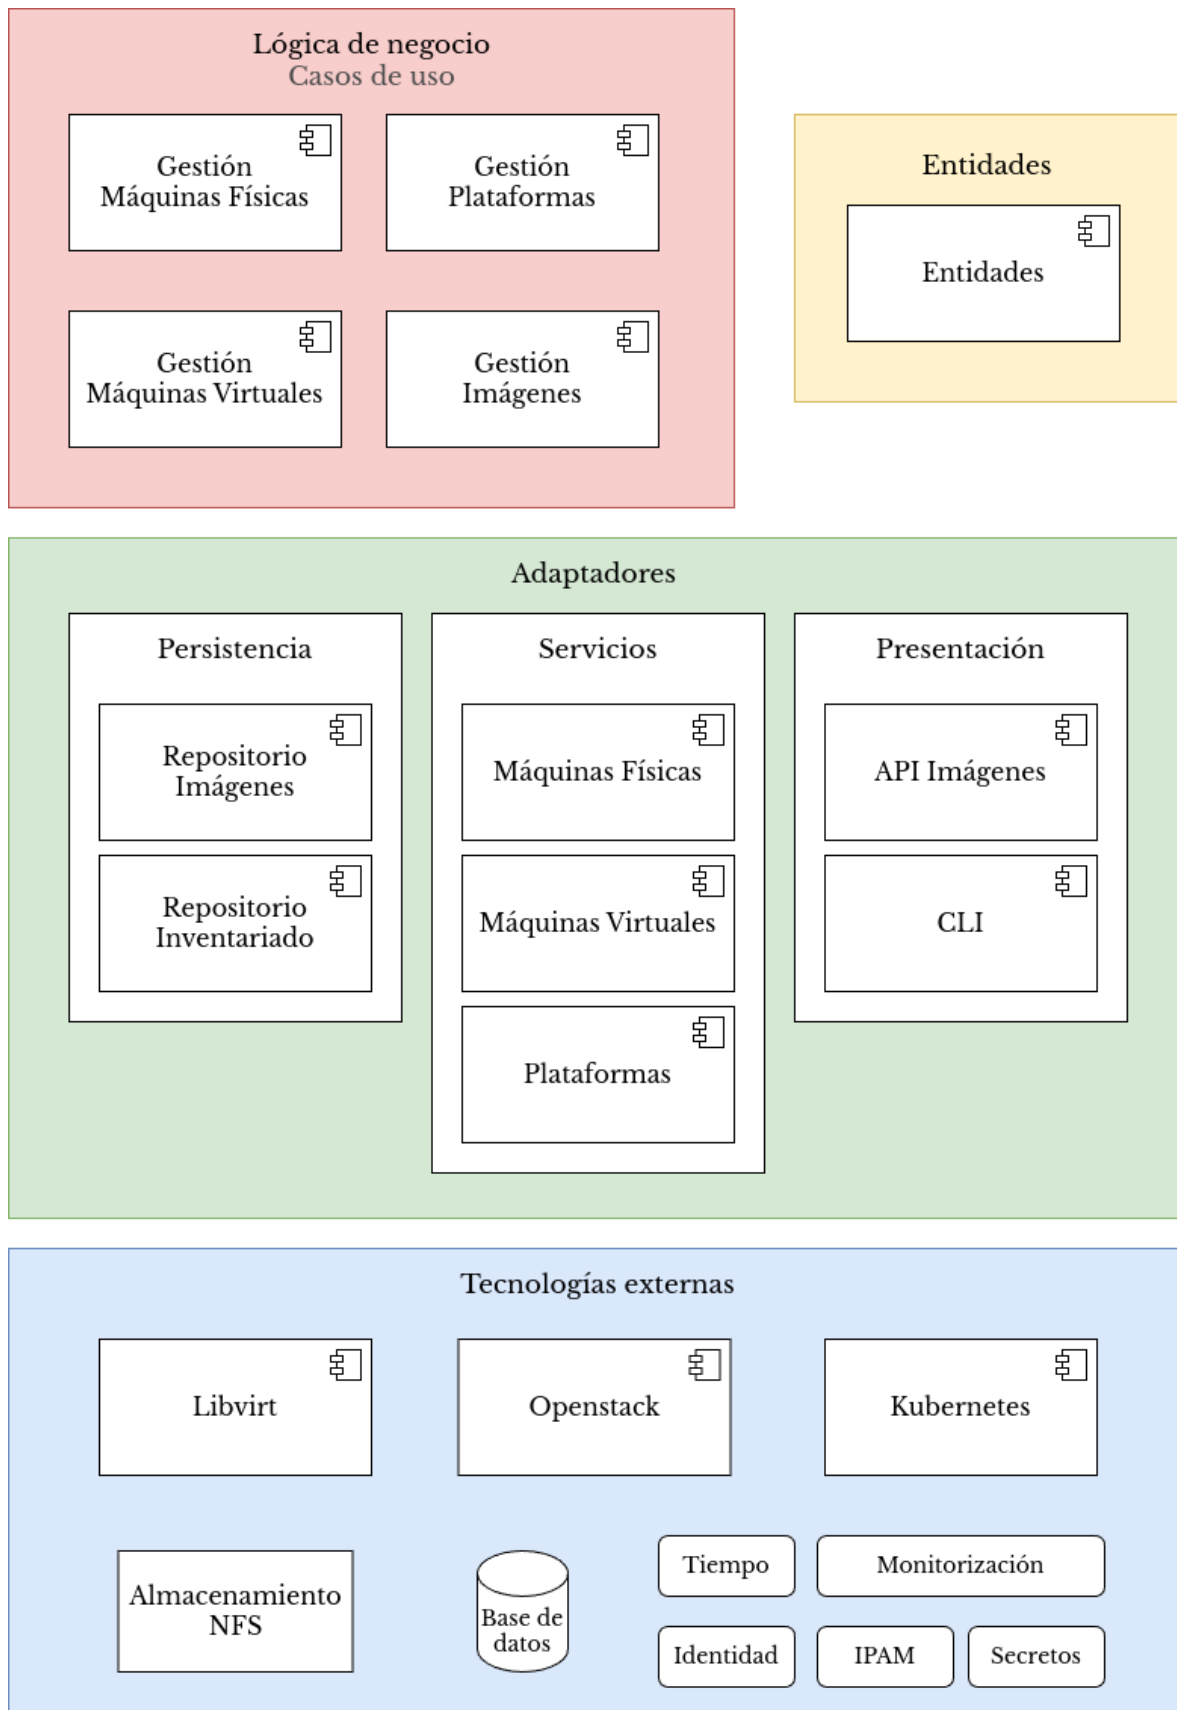 Lógica de negocio
Casos de uso
Gestión
Máquinas Físicas
Gestión
Plataformas
Gestión
Máquinas Virtuales
Gestión
Imágenes
Entidades
Entidades
Adaptadores
Persistencia
Repositorio
Imágenes
Repositorio
Inventariado
Servicios
Máquinas Físicas
Máquinas Virtuales
Plataformas
Presentación
API Imágenes
CLI
Tecnologías externas
Libvirt
Openstack
Kubernetes
Almacenamiento
NFS
Base de
datos
Tiempo
Monitorización
Identidad
IPAM
Secretos